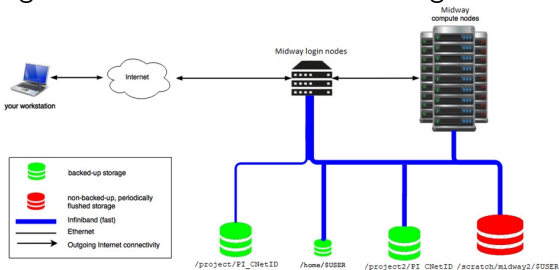 Midway
compute nodes
Midway login nodes
Internet
your workstation
backed-up storage
non-backed-up, periodically
flushed storage
Infiniband (fast)
Ethernet
Outgoing Internet connectivity
/project/PI_CNetID
/home/$USER
/project2/PI_CNetID
/scratch/midway2/$USER